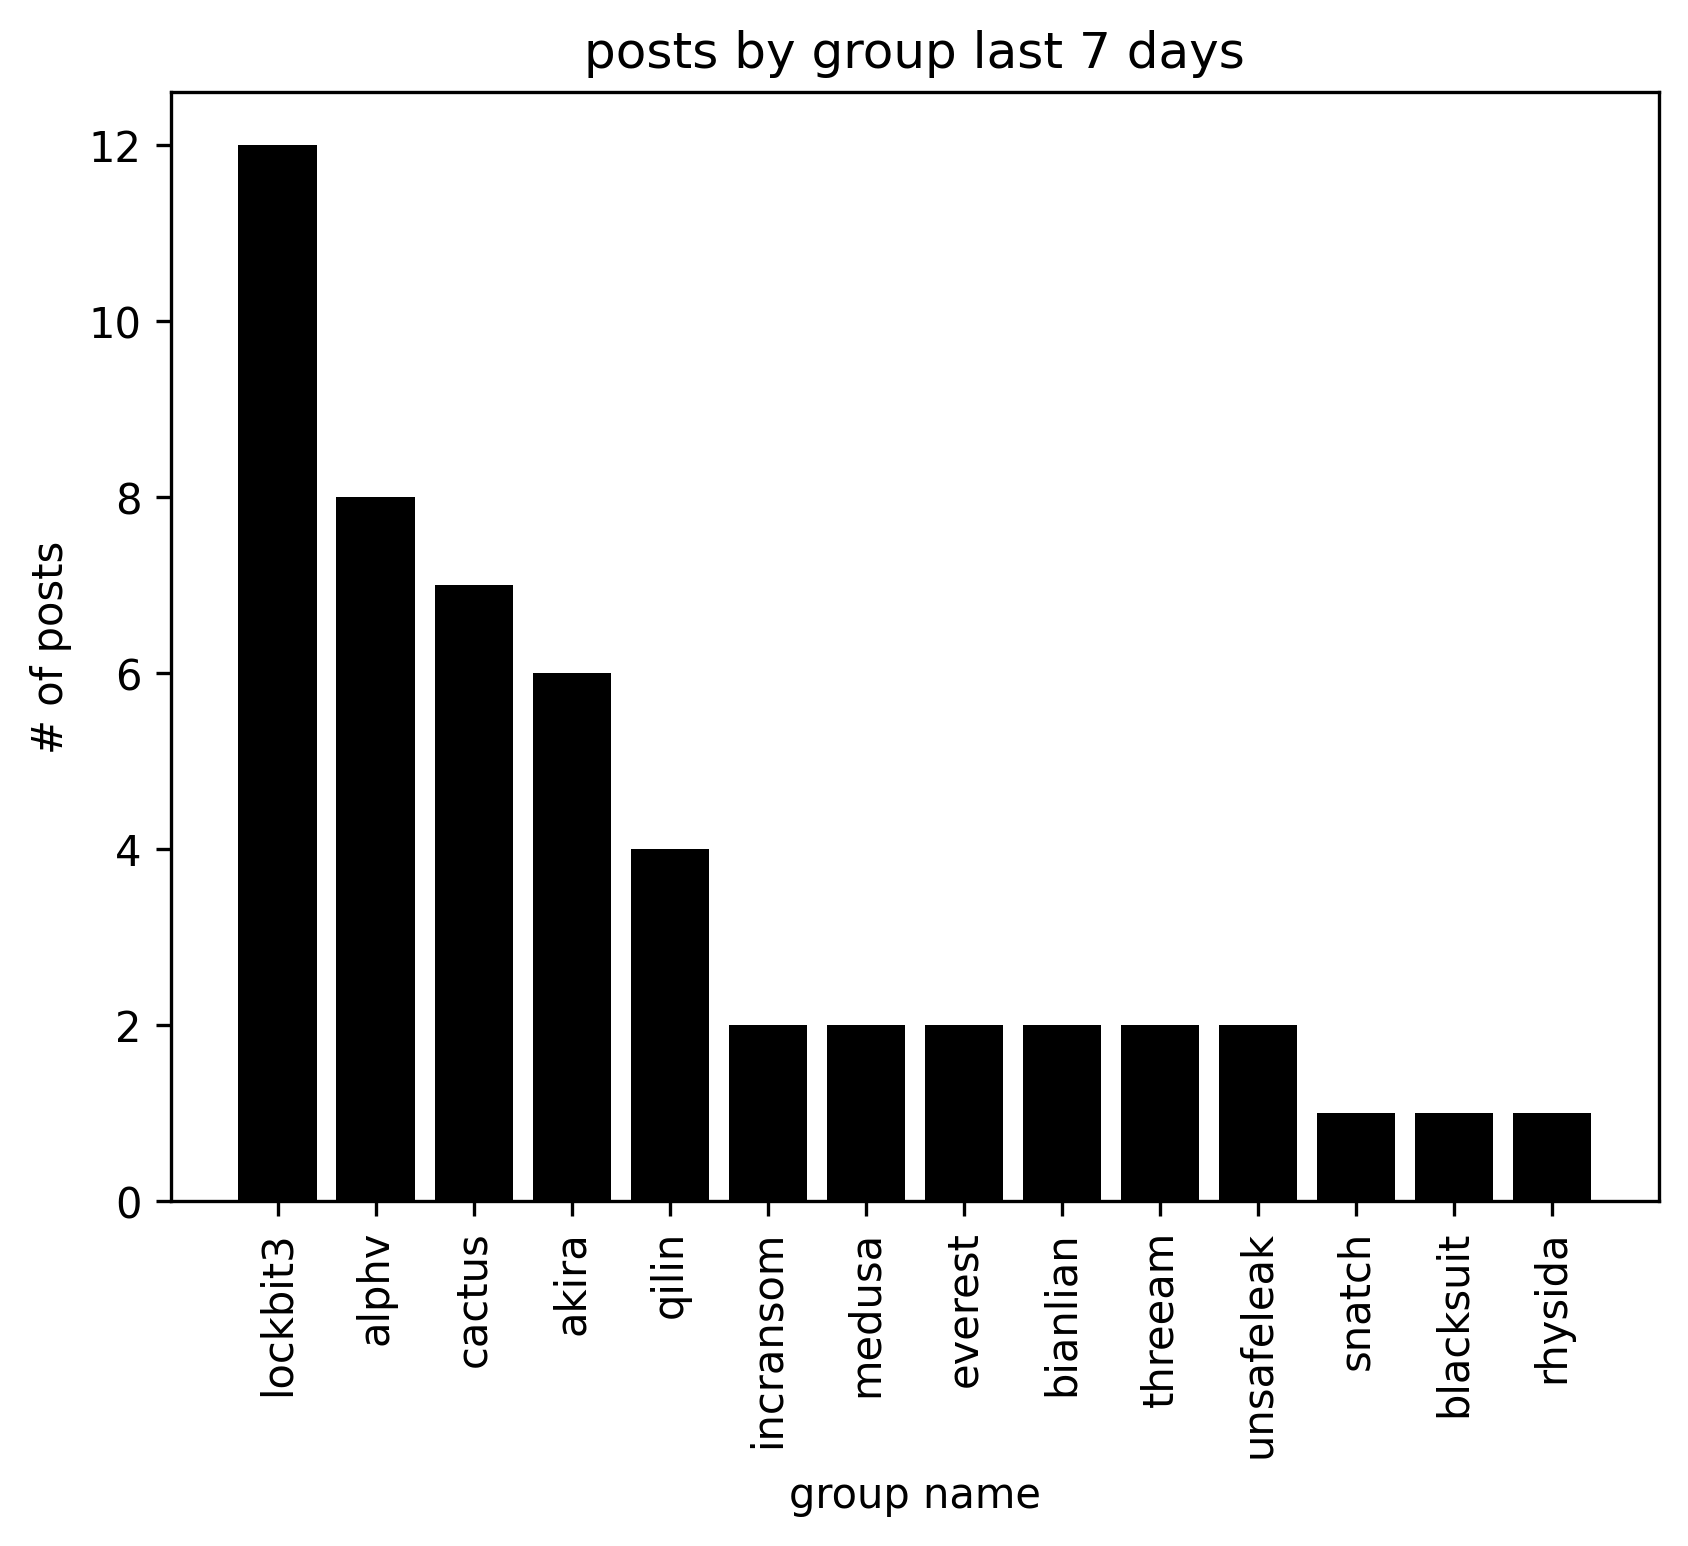 posts by group last 7 days
# of posts
12
10
8
6
4
2
0
lockbit3
alphv
cactus
akira
qilin
incransom
medusa
everest
bianlian
threeam
unsafeleak
snatch
blacksuit
rhysida
group name